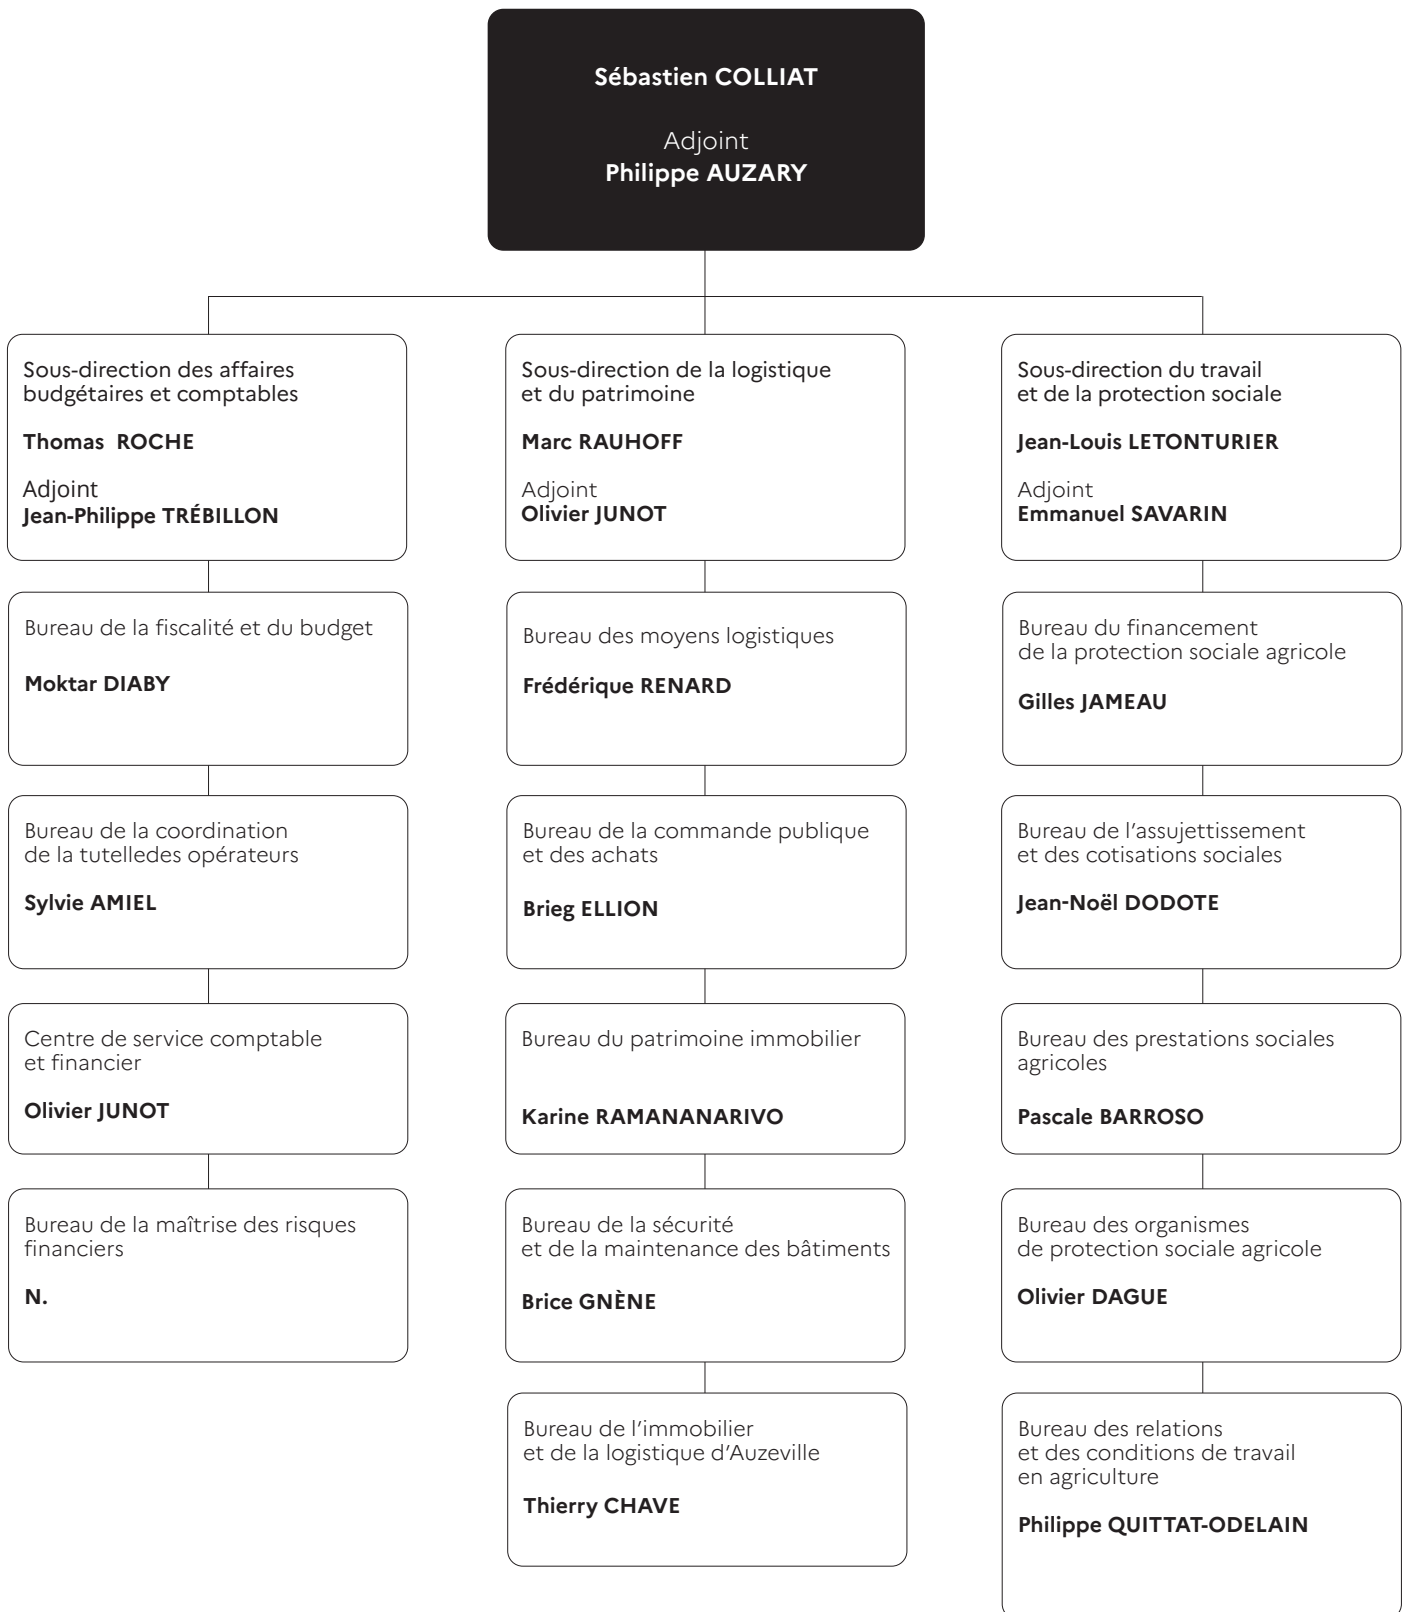 Sébastien COLLIAT
Adjoint
Philippe AUZARY
Sous-direction des affaires
budgétaires et comptables
Thomas  ROCHE
Adjoint
Jean-Philippe TRÉBILLON
Bureau de la fiscalité et du budget
Moktar DIABY
Bureau de la coordination
de la tutelledes opérateurs
Sylvie AMIEL
Centre de service comptable
et financier
Olivier JUNOT
Bureau de la maîtrise des risques
financiers
N.
Sous-direction de la logistique
et du patrimoine
Marc RAUHOFF
Adjoint
Olivier JUNOT
Bureau des moyens logistiques
Frédérique RENARD
Bureau de la commande publique
et des achats
Brieg ELLION
Bureau du patrimoine immobilier
Karine RAMANANARIVO
Bureau de la sécurité
et de la maintenance des bâtiments
Brice GNÈNE
Bureau de l'immobilier
et de la logistique d'Auzeville
Thierry CHAVE
Sous-direction du travail
et de la protection sociale
Jean-Louis LETONTURIER
Adjoint
Emmanuel SAVARIN
Bureau du financement
de la protection sociale agricole
Gilles JAMEAU
Bureau de l'assujettissement
et des cotisations sociales
Jean-Noël DODOTE
Bureau des prestations sociales
agricoles
Pascale BARROSO
Bureau des organismes
de protection sociale agricole
Olivier DAGUE
Bureau des relations
et des conditions de travail
en agriculture
Philippe QUITTAT-ODELAIN